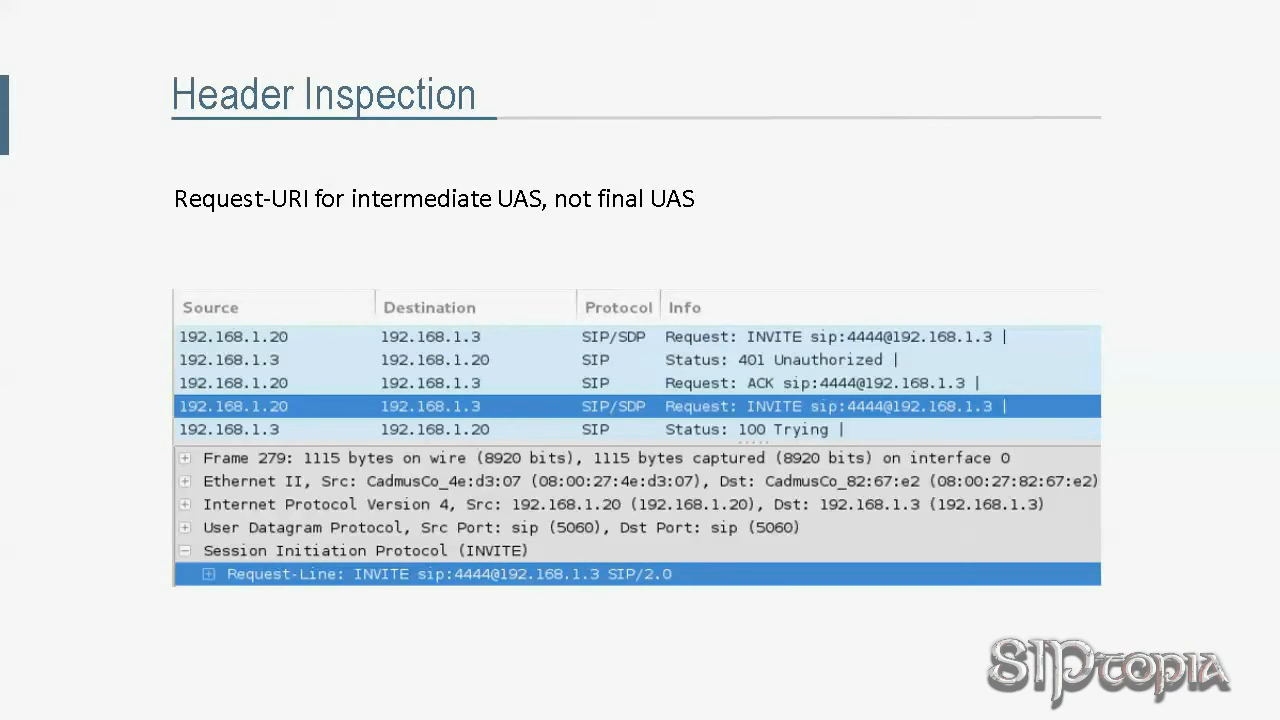 Header Inspection
Request-URI for intermediate UAS, not final UAS
Source Destination Protocol Info
192.168.1.20 192.168.1.3 SIP/SDP Request: INVITE sip:4444@192.168.1.3 |
192.168.1.3 192.168.1.20 SIP Status: 401 Unauthorized |
192.168.1.20 192.168.1.3 SIP Request: ACK sip:4444@192.168.1.3 |
192.168.1.20 192.168.1.3 SIP/SDP Request: INVITE sip:4444@192.168.1.3 |
192.168.1.3 192.168.1.20 SIP Status: 100 Trying |
Frame 279: 1115 bytes on wire (8920 bits), 1115 bytes captured (8920 bits) on interface 0
Ethernet II, Src: CadmusCo_4e:d3:07 (08:00:27:4e:d3:07), Dst: CadmusCo_82:67:e2 (08:00:27:82:67:e2)
Internet Protocol Version 4, Src: 192.168.1.20 (192.168.1.20), Dst: 192.168.1.3 (192.168.1.3)
User Datagram Protocol, Src Port: sip (5060), Dst Port: sip (5060)
Session Initiation Protocol (INVITE)
Request-Line: INVITE sip:4444@192.168.1.3 SIP/2.0
SIPtopia